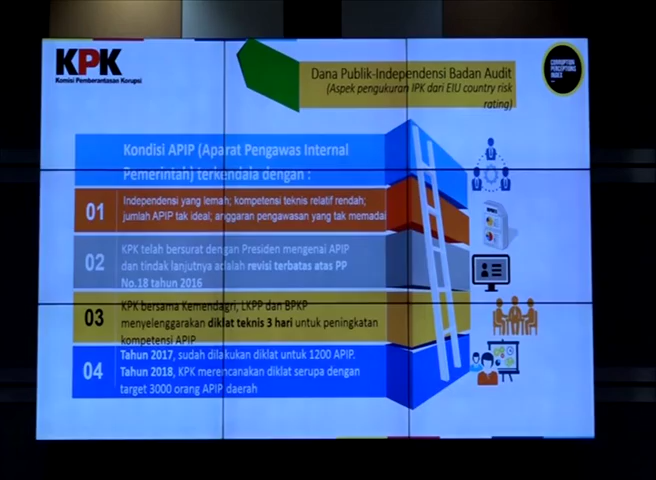 KPK
Komisi Pemberantasan Korupsi
Dana Publik-Independensi Badan Audit
(Aspek pengukuran IPK dari EIU country risk
rating)
CORRUPTION
PERCEPTIONS
INDEX
Kondisi APIP (Aparat Pengawas Internal
Pemerintah) terkendala dengan :
01
Independensi yang lemah; kompetensi teknis relatif rendah;
jumlah APIP tak ideal; anggaran pengawasan yang tak memadai
02
KPK telah bersurat dengan Presiden mengenai APIP
dan tindak lanjutnya adalah revisi terbatas atas PP
No.18 tahun 2016
03
KPK bersama Kemendagri, LKPP dan BPKP
menyelenggarakan diklat teknis 3 hari untuk peningkatan
kompetensi APIP
04
Tahun 2017, sudah dilakukan diklat untuk 1200 APIP.
Tahun 2018, KPK merencanakan diklat serupa dengan
target 3000 orang APIP daerah